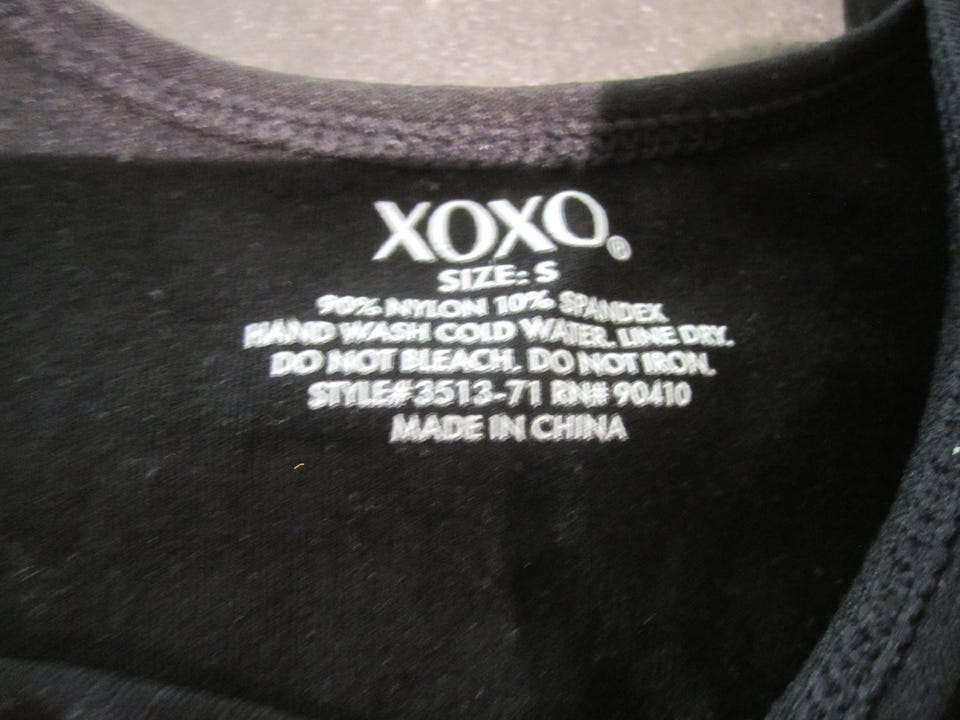 XOXO®
SIZE: S
90% NYLON 10% SPANDEX
HAND WASH COLD WATER. LINE DRY.
DO NOT BLEACH. DO NOT IRON.
STYLE#3513-71 RN# 90410
MADE IN CHINA